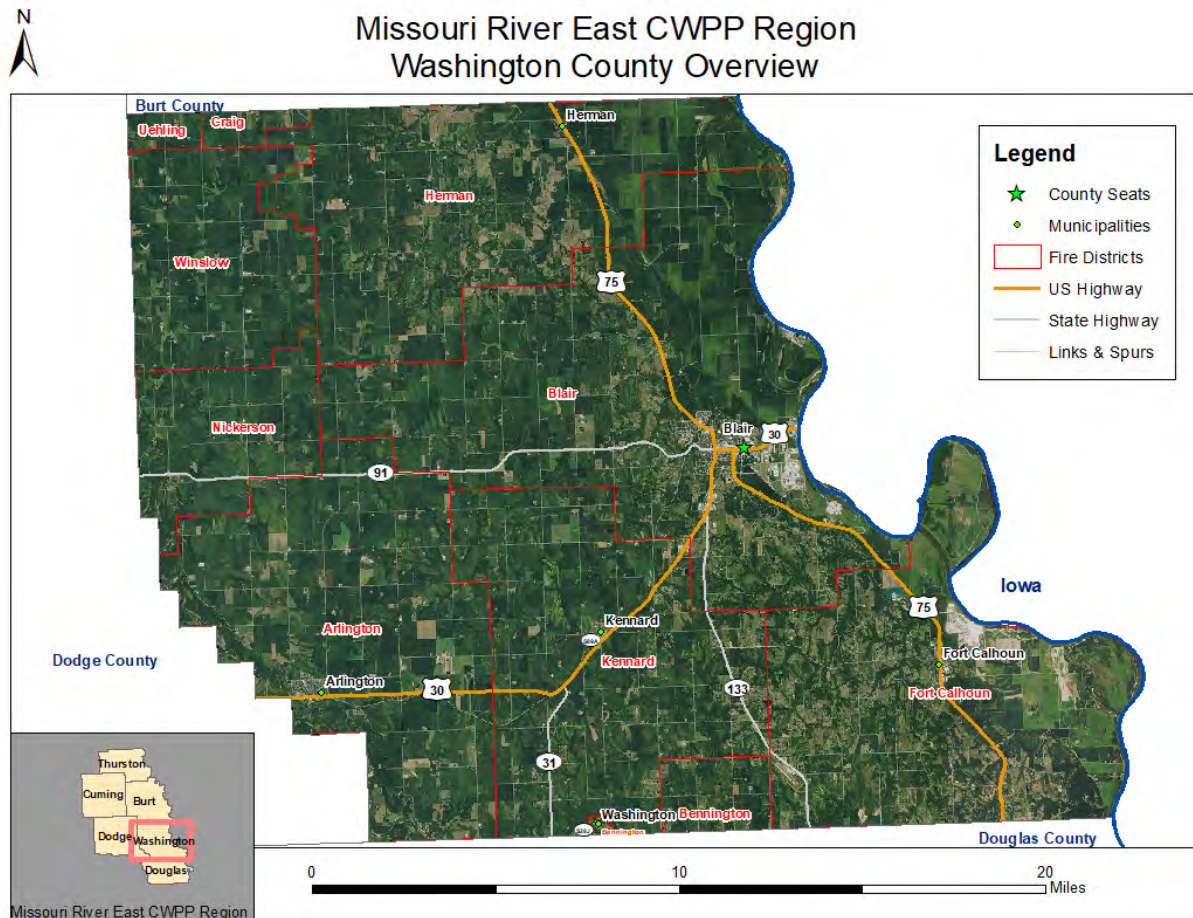 N
Missouri River East CWPP Region
Washington County Overview
Burt County
Uehling
Craig
Herman
Herman
Winslow
75
Legend
County Seats
Municipalities
Fire Districts
US Highway
State Highway
Links & Spurs
Blair
Nickerson
Blair
30
91
Iowa
75
Kennard
S89A
Kennard
Arlington
Dodge County
Arlington
30
Fort Calhoun
Fort Calhoun
133
31
Washington
Bennington
Bennington
Douglas County
Thurston
Cuming
Burt
Dodge
Washington
Douglas
Missouri River East CWPP Region
0
10
20
Miles